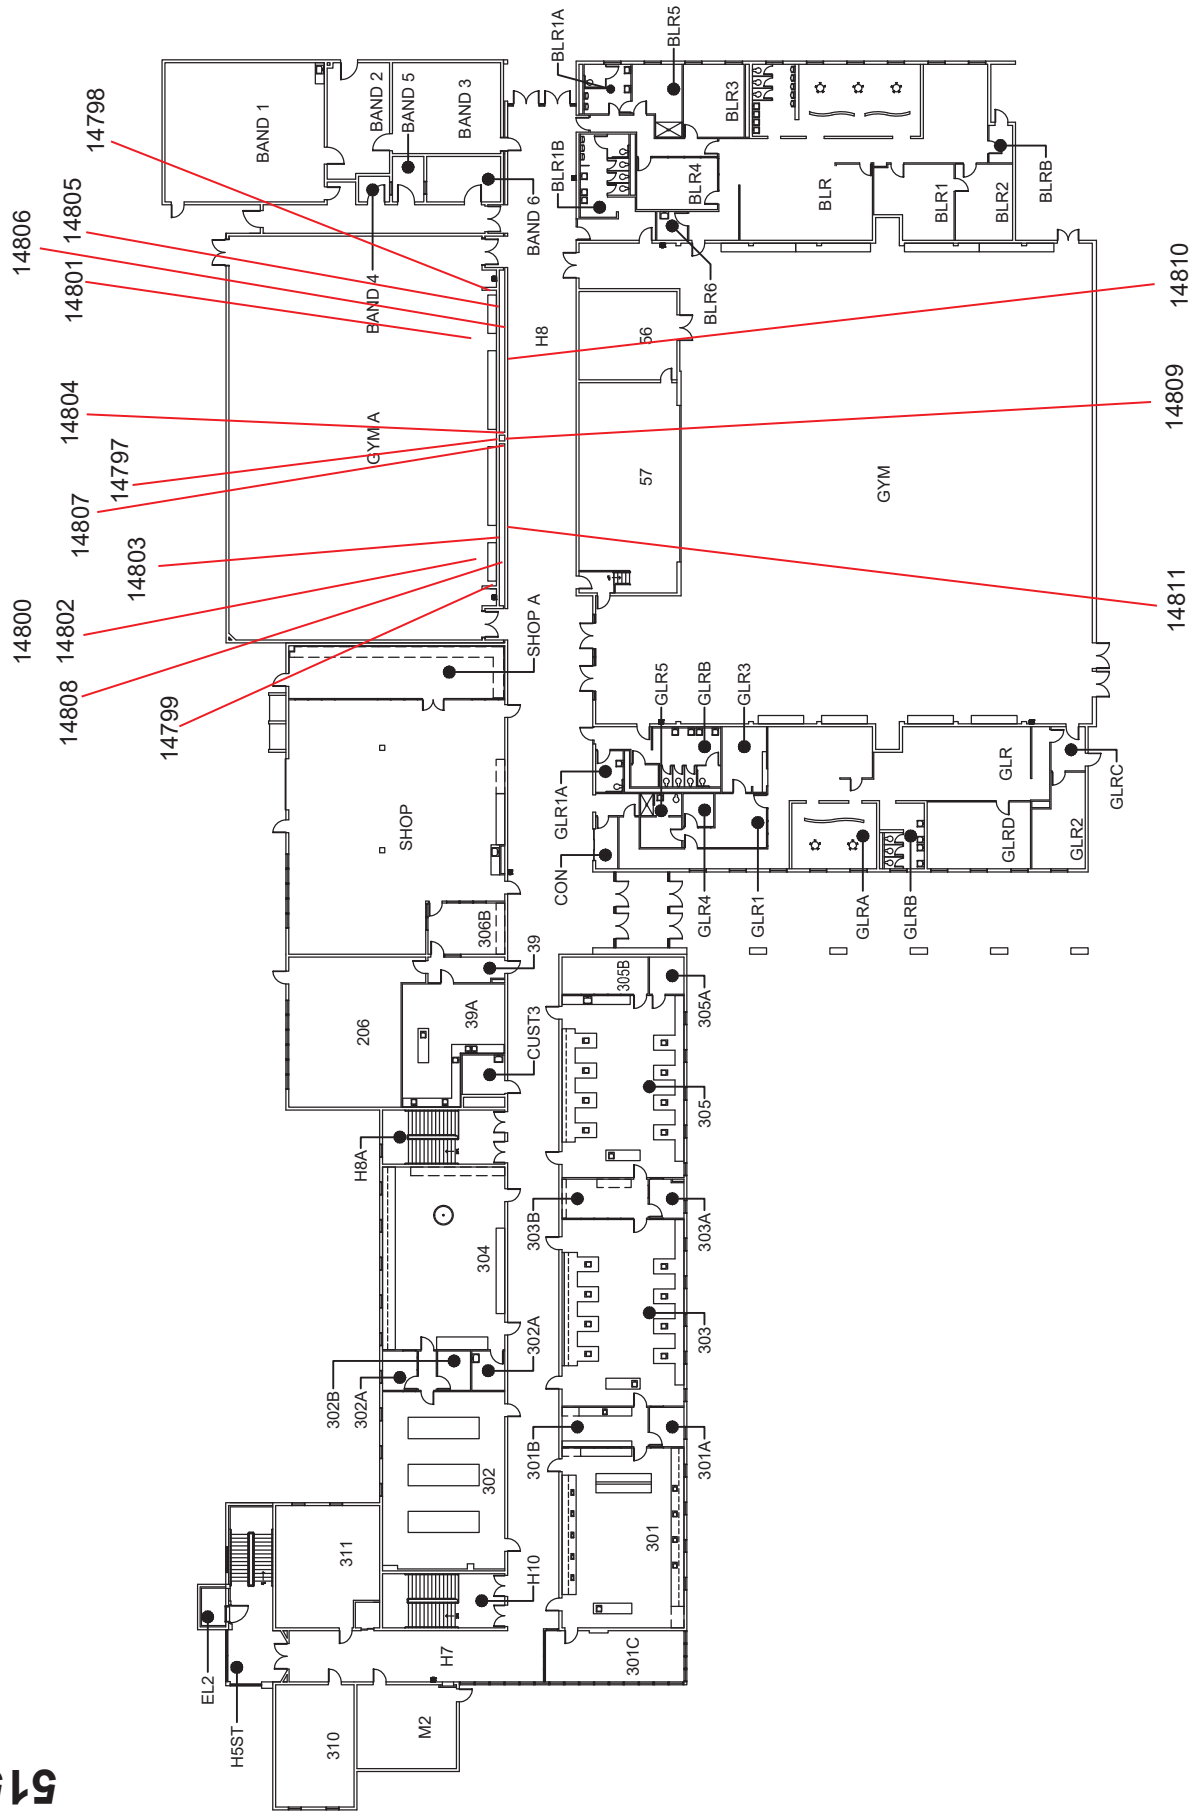 515
14798
14805
14806
14801
14804
14797
14807
14803
14800
14802
14808
14799
14810
14809
14811
BAND 1
BAND 2
BAND 5
BAND 3
BAND 4
BAND 6
GYM A
H8
SHOP A
SHOP
306B
39
39A
206
CUST3
H8A
304
302A
302B
302A
302
H10
311
EL2
H5ST
H7
310
M2
BLR1A
BLR5
BLR1B
BLR3
BLR4
BLR
BLR1
BLR2
BLRB
BLR6
56
57
GYM
GLR5
GLRB
GLR3
GLR1A
CON
GLR4
GLR1
GLRA
GLRB
GLR
GLRD
GLR2
GLRC
305B
305A
305
303B
303A
303
301B
301A
301
301C